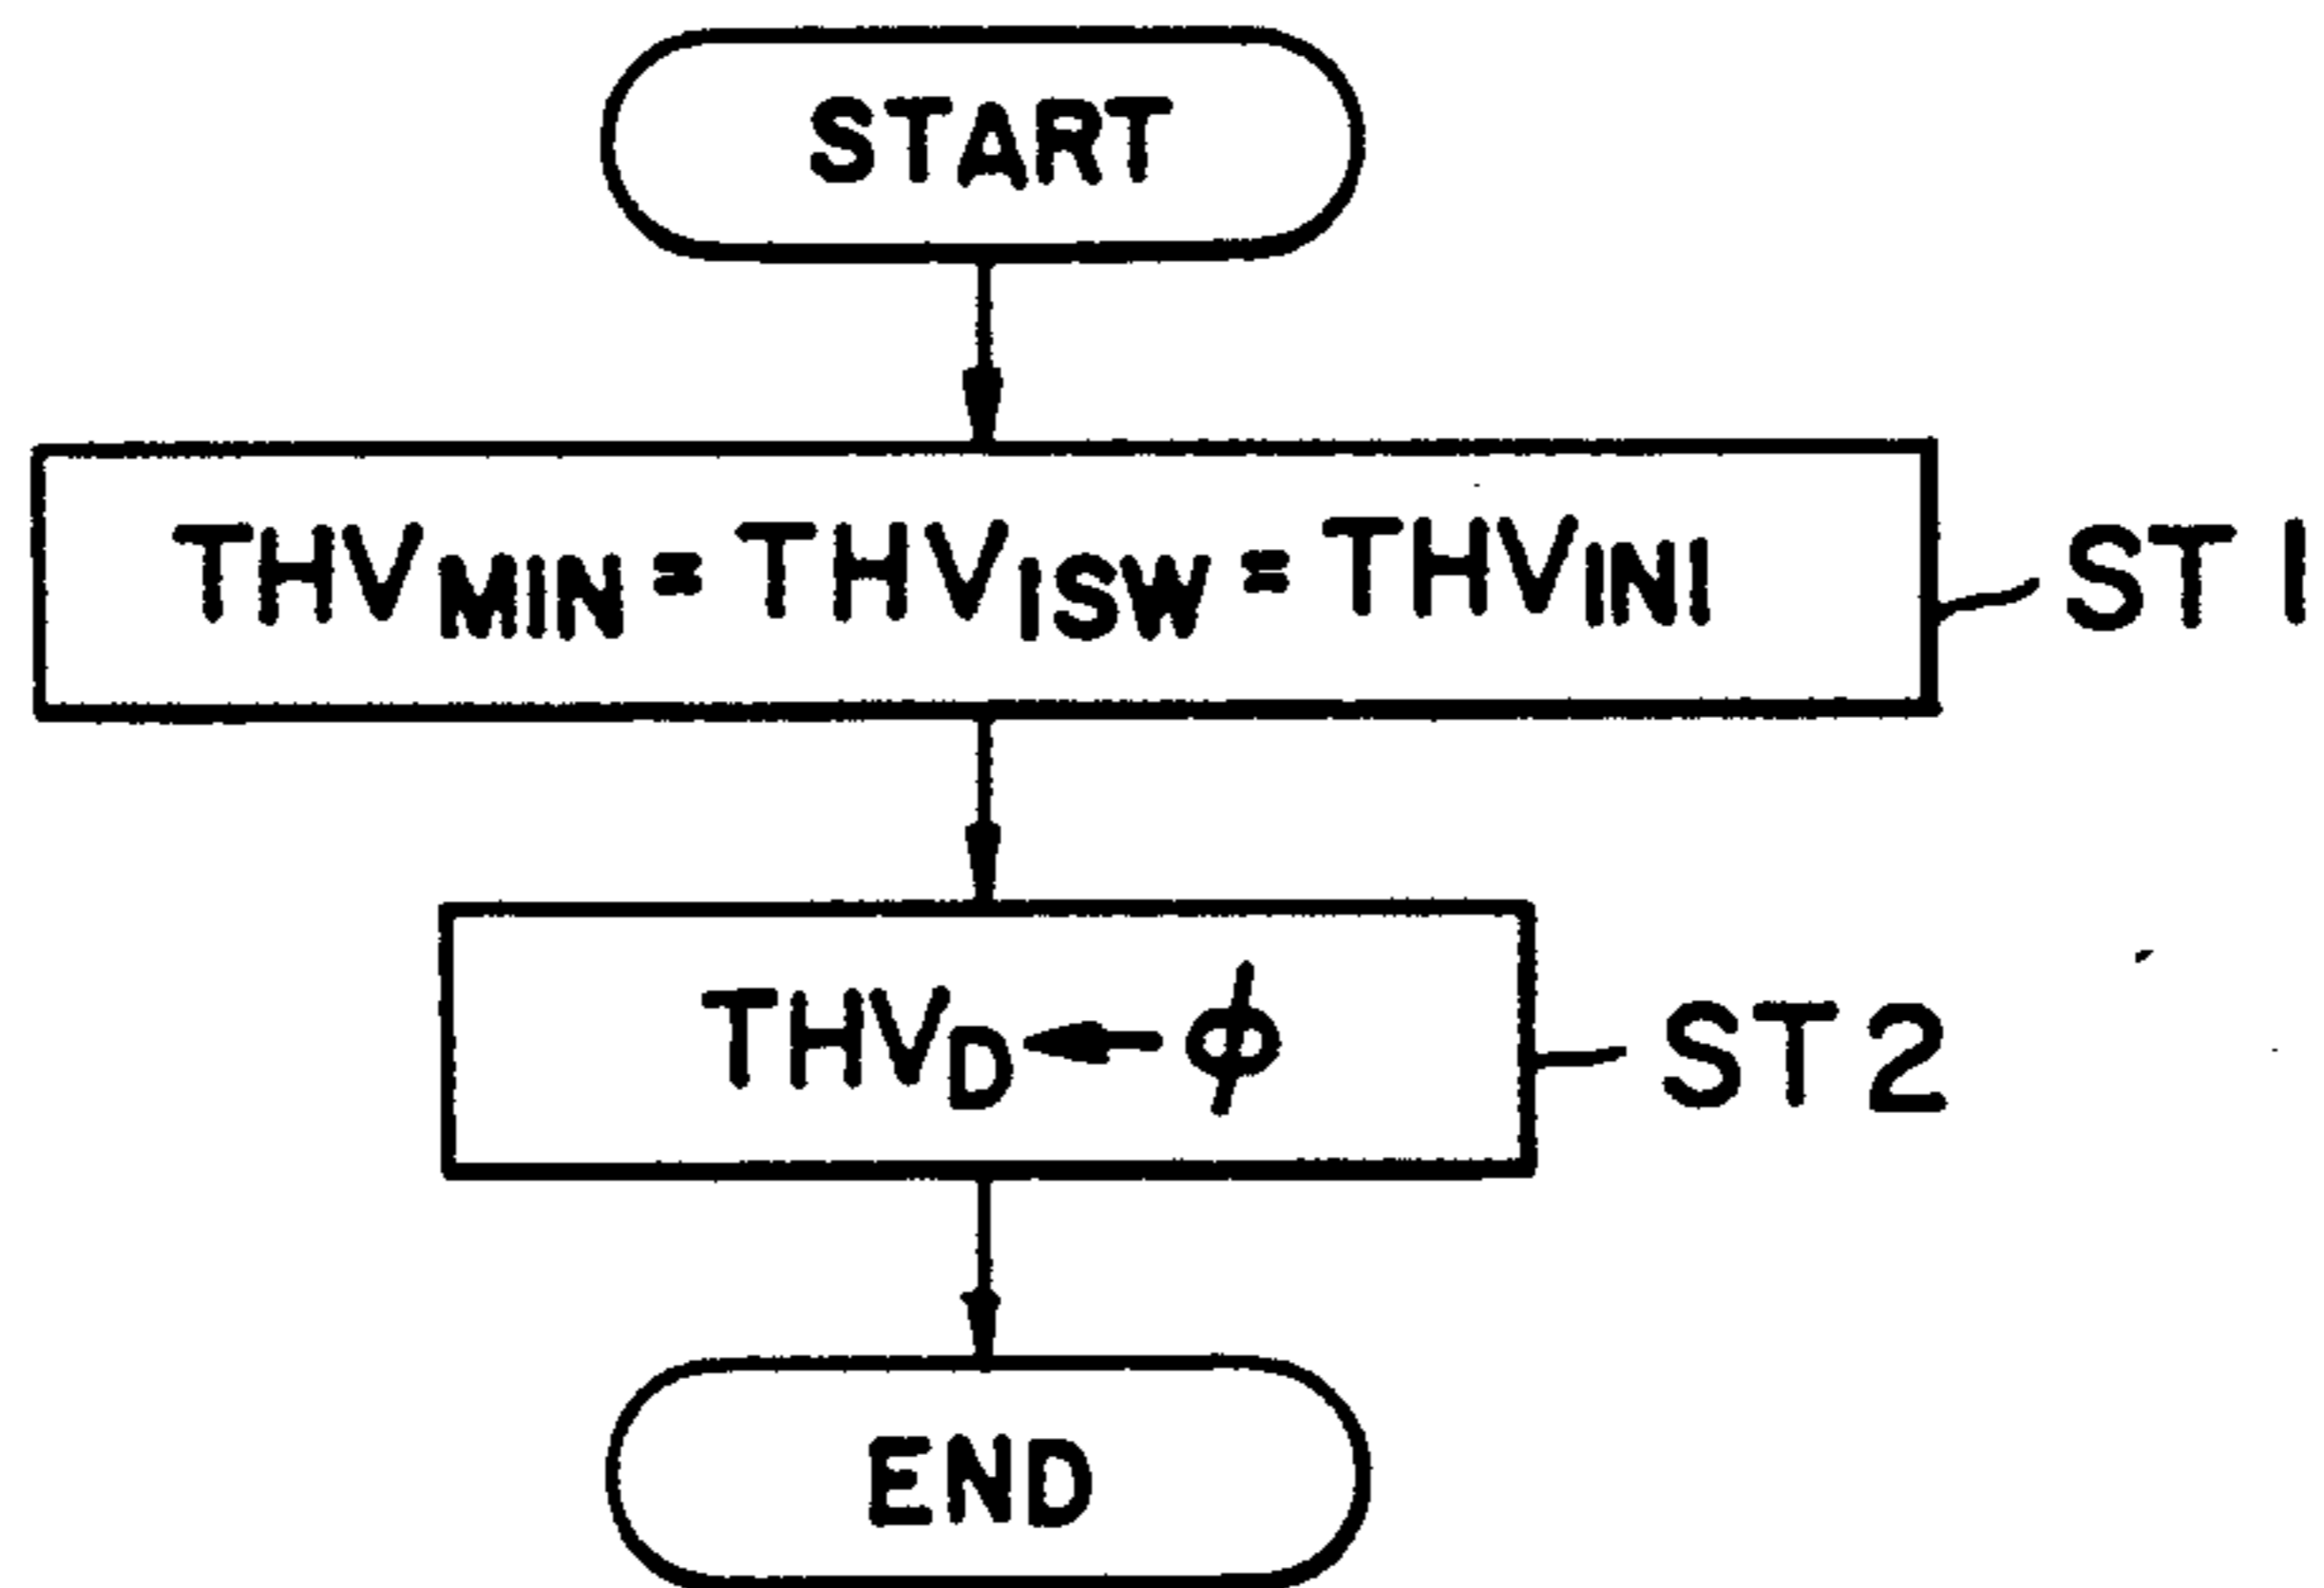 START
THVMIN=THVISW=THVINI
ST1
THVD←φ
ST2
END